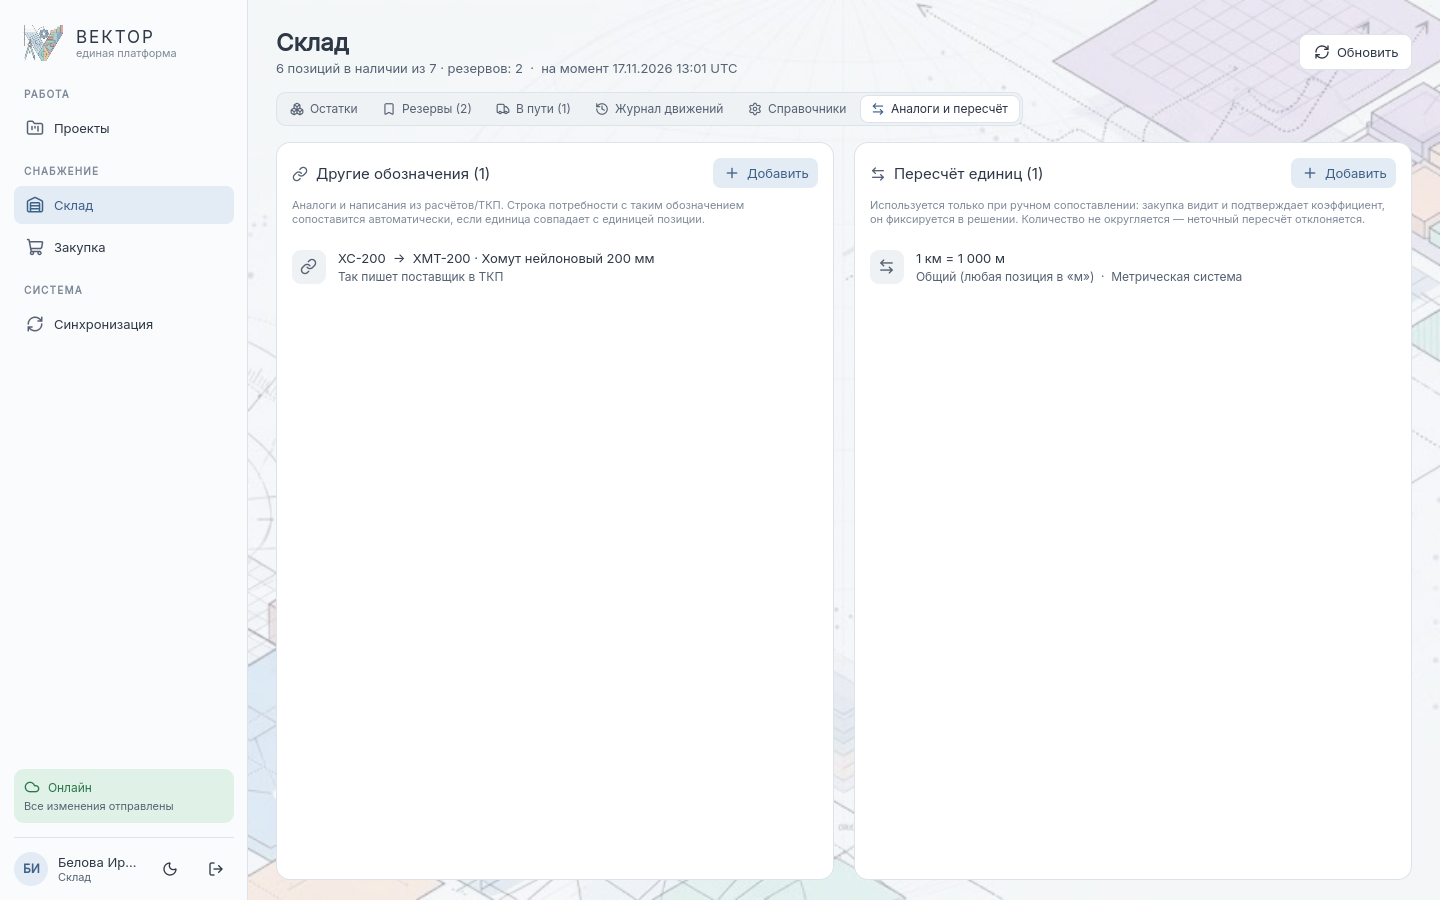 ВЕКТОР
единая платформа
РАБОТА
Проекты
СНАБЖЕНИЕ
Склад
Закупка
СИСТЕМА
Синхронизация
Онлайн
Все изменения отправлены
БИ
Белова Ир...
Склад
Склад
6 позиций в наличии из 7 · резервов: 2 · на момент 17.11.2026 13:01 UTC
Обновить
Остатки
Резервы (2)
В пути (1)
Журнал движений
Справочники
Аналоги и пересчёт
Другие обозначения (1)
Добавить
Аналоги и написания из расчётов/ТКП. Строка потребности с таким обозначением
сопоставится автоматически, если единица совпадает с единицей позиции.
ХС-200 → ХМТ-200 · Хомут нейлоновый 200 мм
Так пишет поставщик в ТКП
Пересчёт единиц (1)
Добавить
Используется только при ручном сопоставлении: закупка видит и подтверждает коэффициент,
он фиксируется в решении. Количество не округляется — неточный пересчёт отклоняется.
1 км = 1 000 м
Общий (любая позиция в «м») · Метрическая система